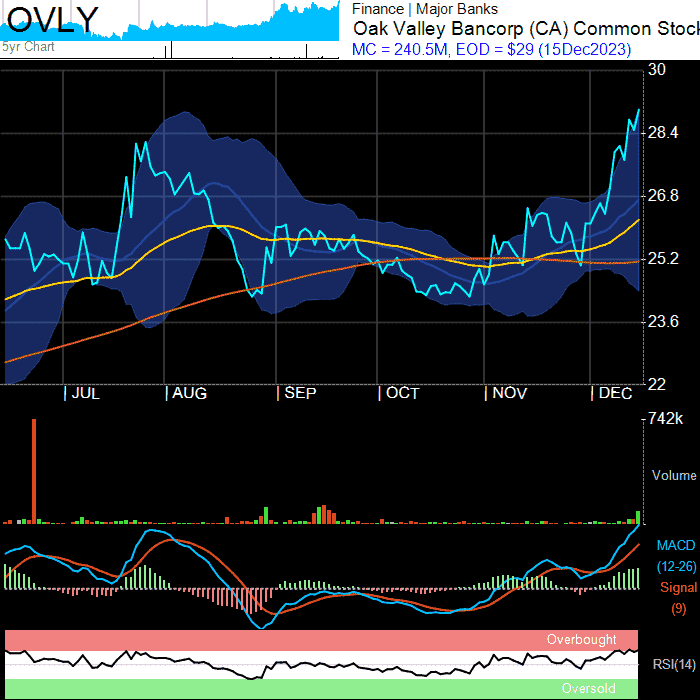 OVLY
5yr Chart
Finance | Major Banks
Oak Valley Bancorp (CA) Common Stock
MC = 240.5M, EOD = $29 (15Dec2023)
30
28.4
26.8
25.2
23.6
22
JUL
AUG
SEP
OCT
NOV
DEC
742k
Volume
MACD
(12-26)
Signal
(9)
Overbought
RSI(14)
Oversold